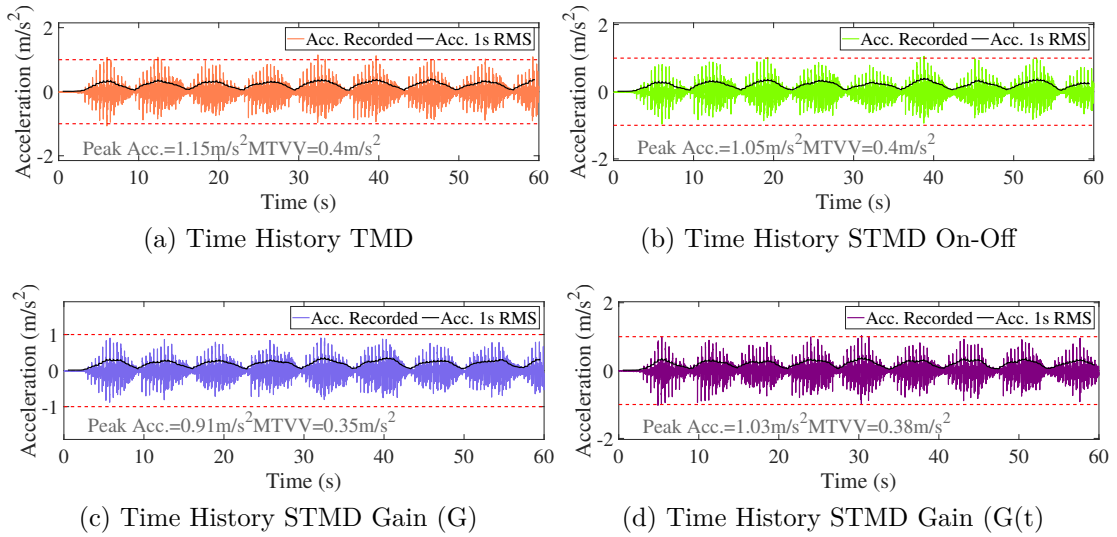 Acceleration (m/s²)
2
0
-2
Acc. Recorded Acc. 1s RMS
Peak Acc.=1.15m/s²MTVV=0.4m/s²
0 10 20 30 40 50 60
Time (s)
(a) Time History TMD
Acceleration (m/s²)
2
0
-2
Acc. Recorded Acc. 1s RMS
Peak Acc.=1.05m/s²MTVV=0.4m/s²
0 10 20 30 40 50 60
Time (s)
(b) Time History STMD On-Off
Acceleration (m/s²)
1
0
-1
Acc. Recorded Acc. 1s RMS
Peak Acc.=0.91m/s²MTVV=0.35m/s²
0 10 20 30 40 50 60
Time (s)
(c) Time History STMD Gain (G)
Acceleration (m/s²)
2
0
-2
Acc. Recorded Acc. 1s RMS
Peak Acc.=1.03m/s²MTVV=0.38m/s²
0 10 20 30 40 50 60
Time (s)
(d) Time History STMD Gain (G(t)